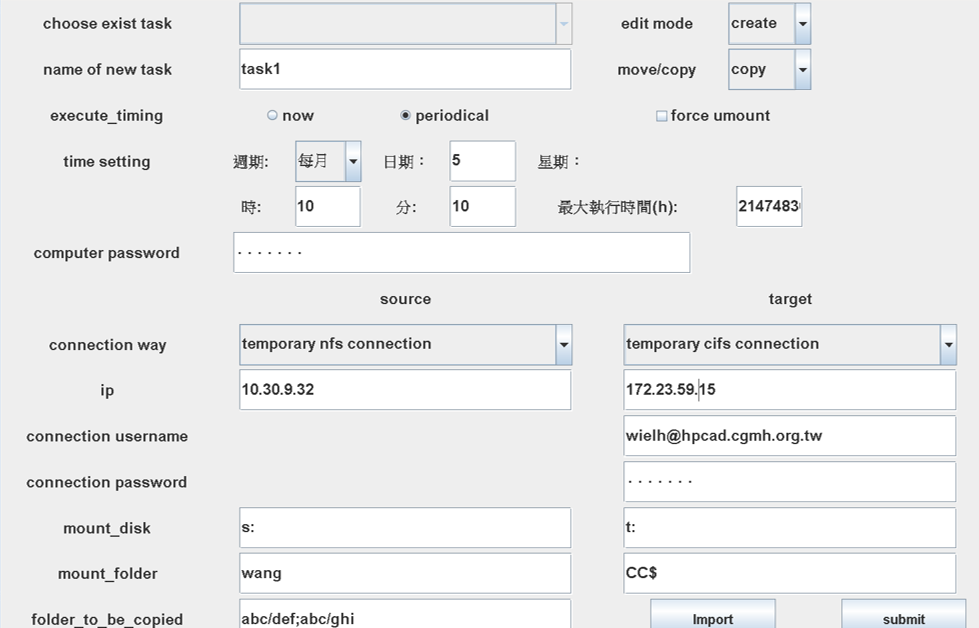 choose exist task edit mode create
name of new task task1 move/copy copy
execute_timing now periodical force umount
time setting 週期: 每月 日期： 5 星期：
時: 10 分: 10 最大執行時間(h): 2147483
computer password ·······
source target
connection way temporary nfs connection temporary cifs connection
ip 10.30.9.32 172.23.59.15
connection username wielh@hpcad.cgmh.org.tw
connection password ·······
mount_disk s: t:
mount_folder wang CC$
folder_to_be_copied abc/def;abc/ghi Import submit